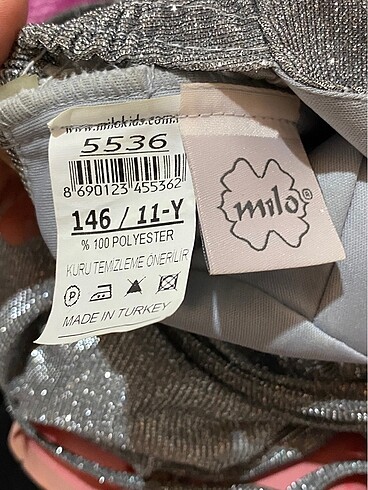 www.milokids.com
5536
8 690123 455362
146 / 11-Y
% 100 POLYESTER
KURU TEMİZLEME ÖNERİLİR
P
MADE IN TURKEY
milo®